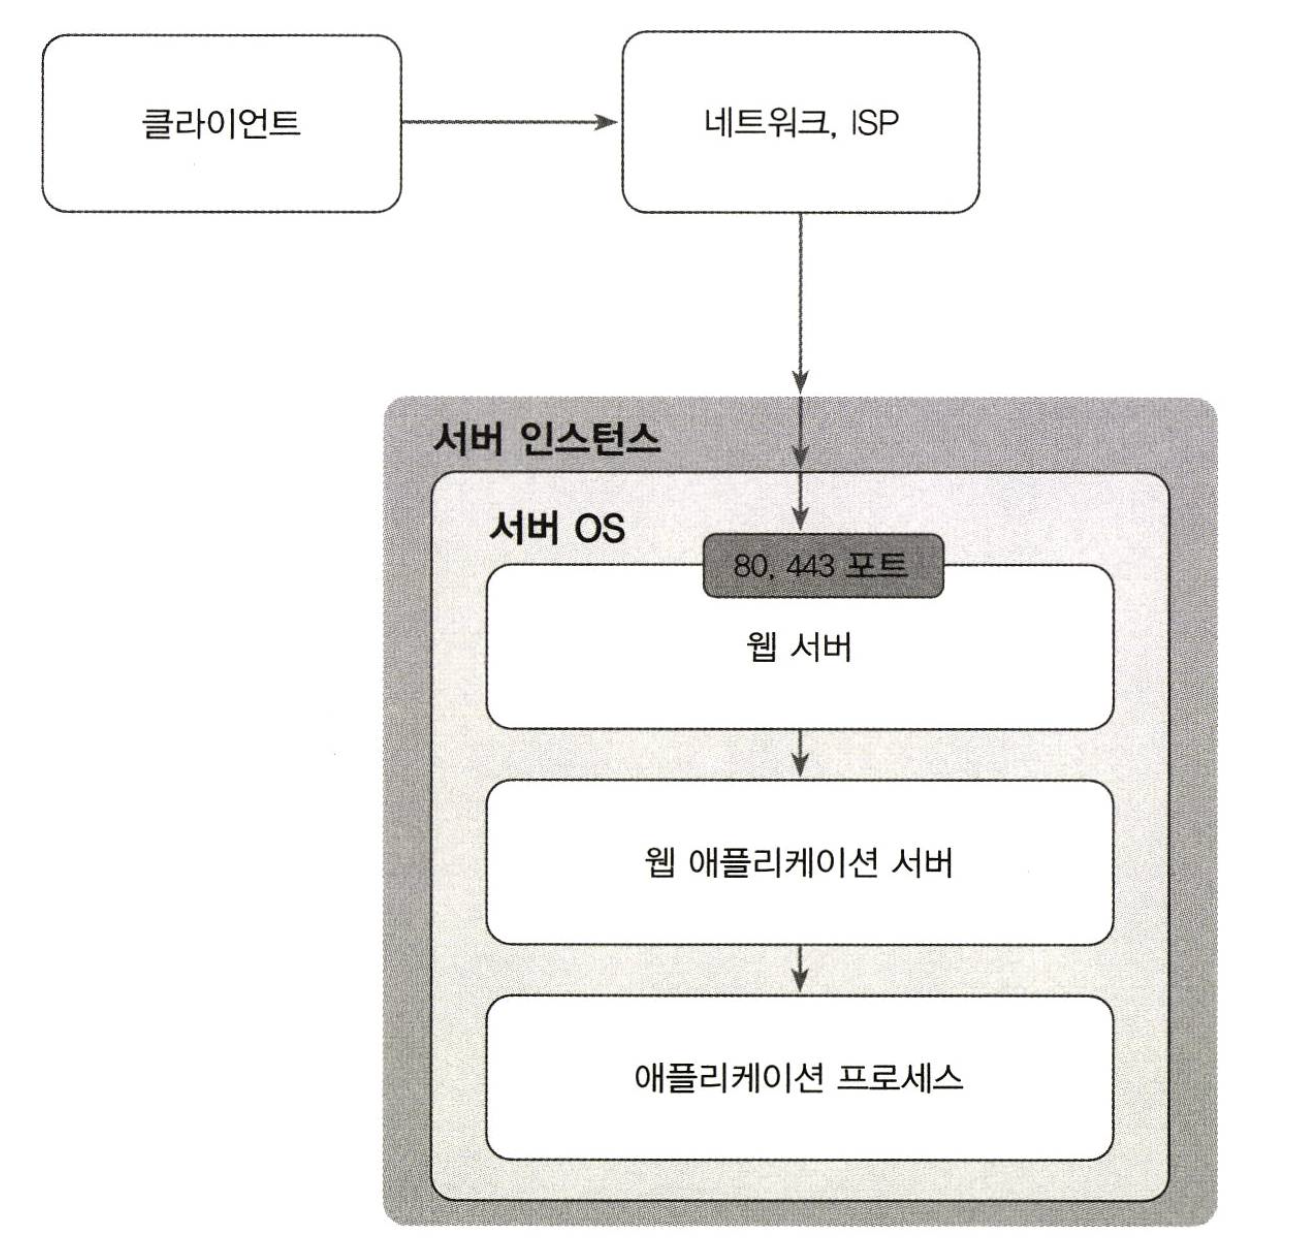 클라이언트
네트워크, ISP
서버 인스턴스
서버 OS
80, 443 포트
웹 서버
웹 애플리케이션 서버
애플리케이션 프로세스